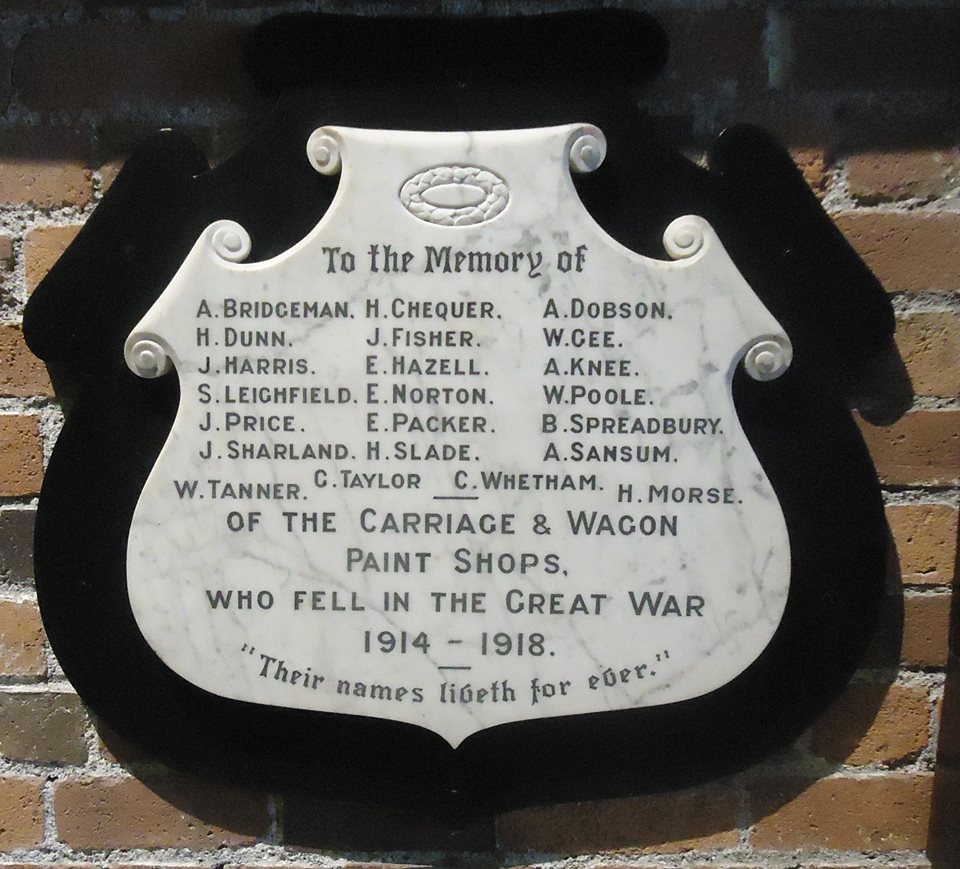 To the Memory of
A. BRIDGEMAN. H. CHEQUER. A. DOBSON.
H. DUNN. J. FISHER. W. GEE.
J. HARRIS. E. HAZELL. A. KNEE.
S. LEIGHFIELD. E. NORTON. W. POOLE.
J. PRICE. E. PACKER. B. SPREADBURY.
J. SHARLAND. H. SLADE. A. SANSUM.
W. TANNER. G. TAYLOR C. WHETHAM. H. MORSE.
OF THE CARRIAGE & WAGON
PAINT SHOPS,
WHO FELL IN THE GREAT WAR
1914 - 1918.
"Their names liveth for ever."